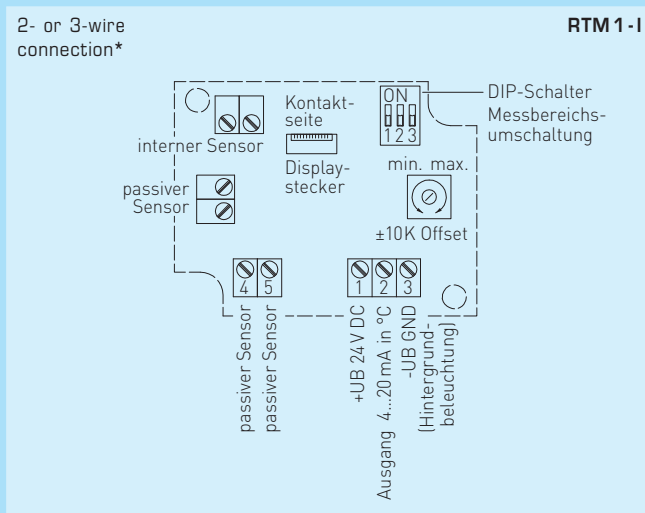 2- or 3-wire
connection*
RTM 1 - I
ON
1 2 3
DIP-Schalter
Messbereichs-
umschaltung
Kontakt-
seite
interner Sensor
Display-
stecker
min. max.
passiver
Sensor
±10K Offset
4 5
1 2 3
passiver Sensor
passiver Sensor
+UB 24V DC
Ausgang 4...20 mA in °C
-UB GND
(Hintergrund-
beleuchtung)